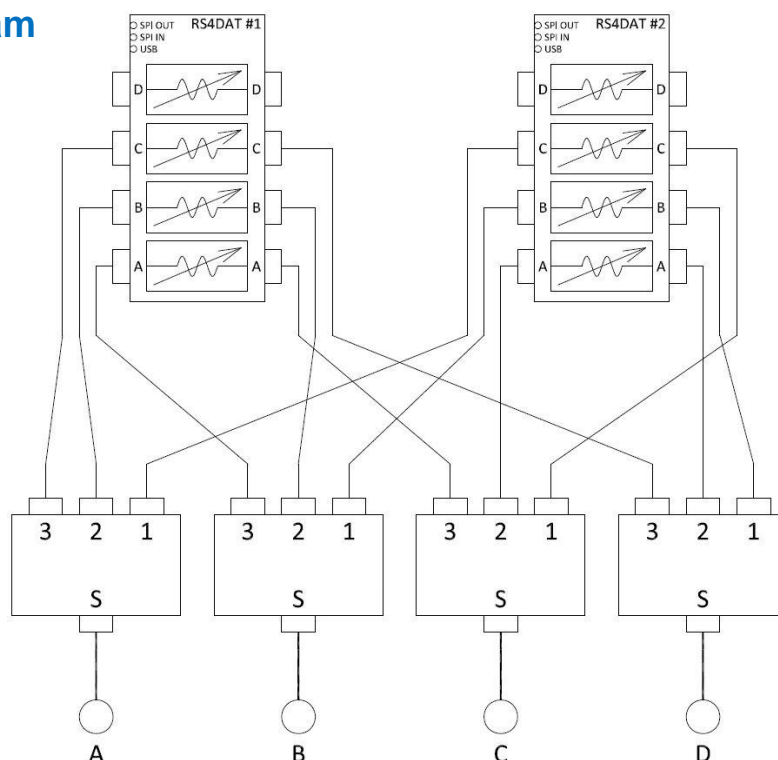 am
SPI OUT RS4DAT #1
SPI IN
USB
D D
C C
B B
A A
SPI OUT RS4DAT #2
SPI IN
USB
D D
C C
B B
A A
3 2 1
S
3 2 1
S
3 2 1
S
3 2 1
S
A B C D